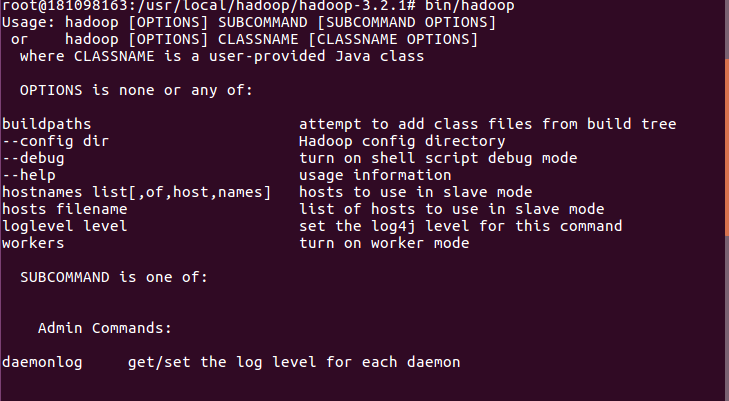 root@181098163:/usr/local/hadoop/hadoop-3.2.1# bin/hadoop
Usage: hadoop [OPTIONS] SUBCOMMAND [SUBCOMMAND OPTIONS]
or hadoop [OPTIONS] CLASSNAME [CLASSNAME OPTIONS]
where CLASSNAME is a user-provided Java class
OPTIONS is none or any of:
buildpaths attempt to add class files from build tree
--config dir Hadoop config directory
--debug turn on shell script debug mode
--help usage information
hostnames list[,of,host,names] hosts to use in slave mode
hosts filename list of hosts to use in slave mode
loglevel level set the log4j level for this command
workers turn on worker mode
SUBCOMMAND is one of:
Admin Commands:
daemonlog get/set the log level for each daemon